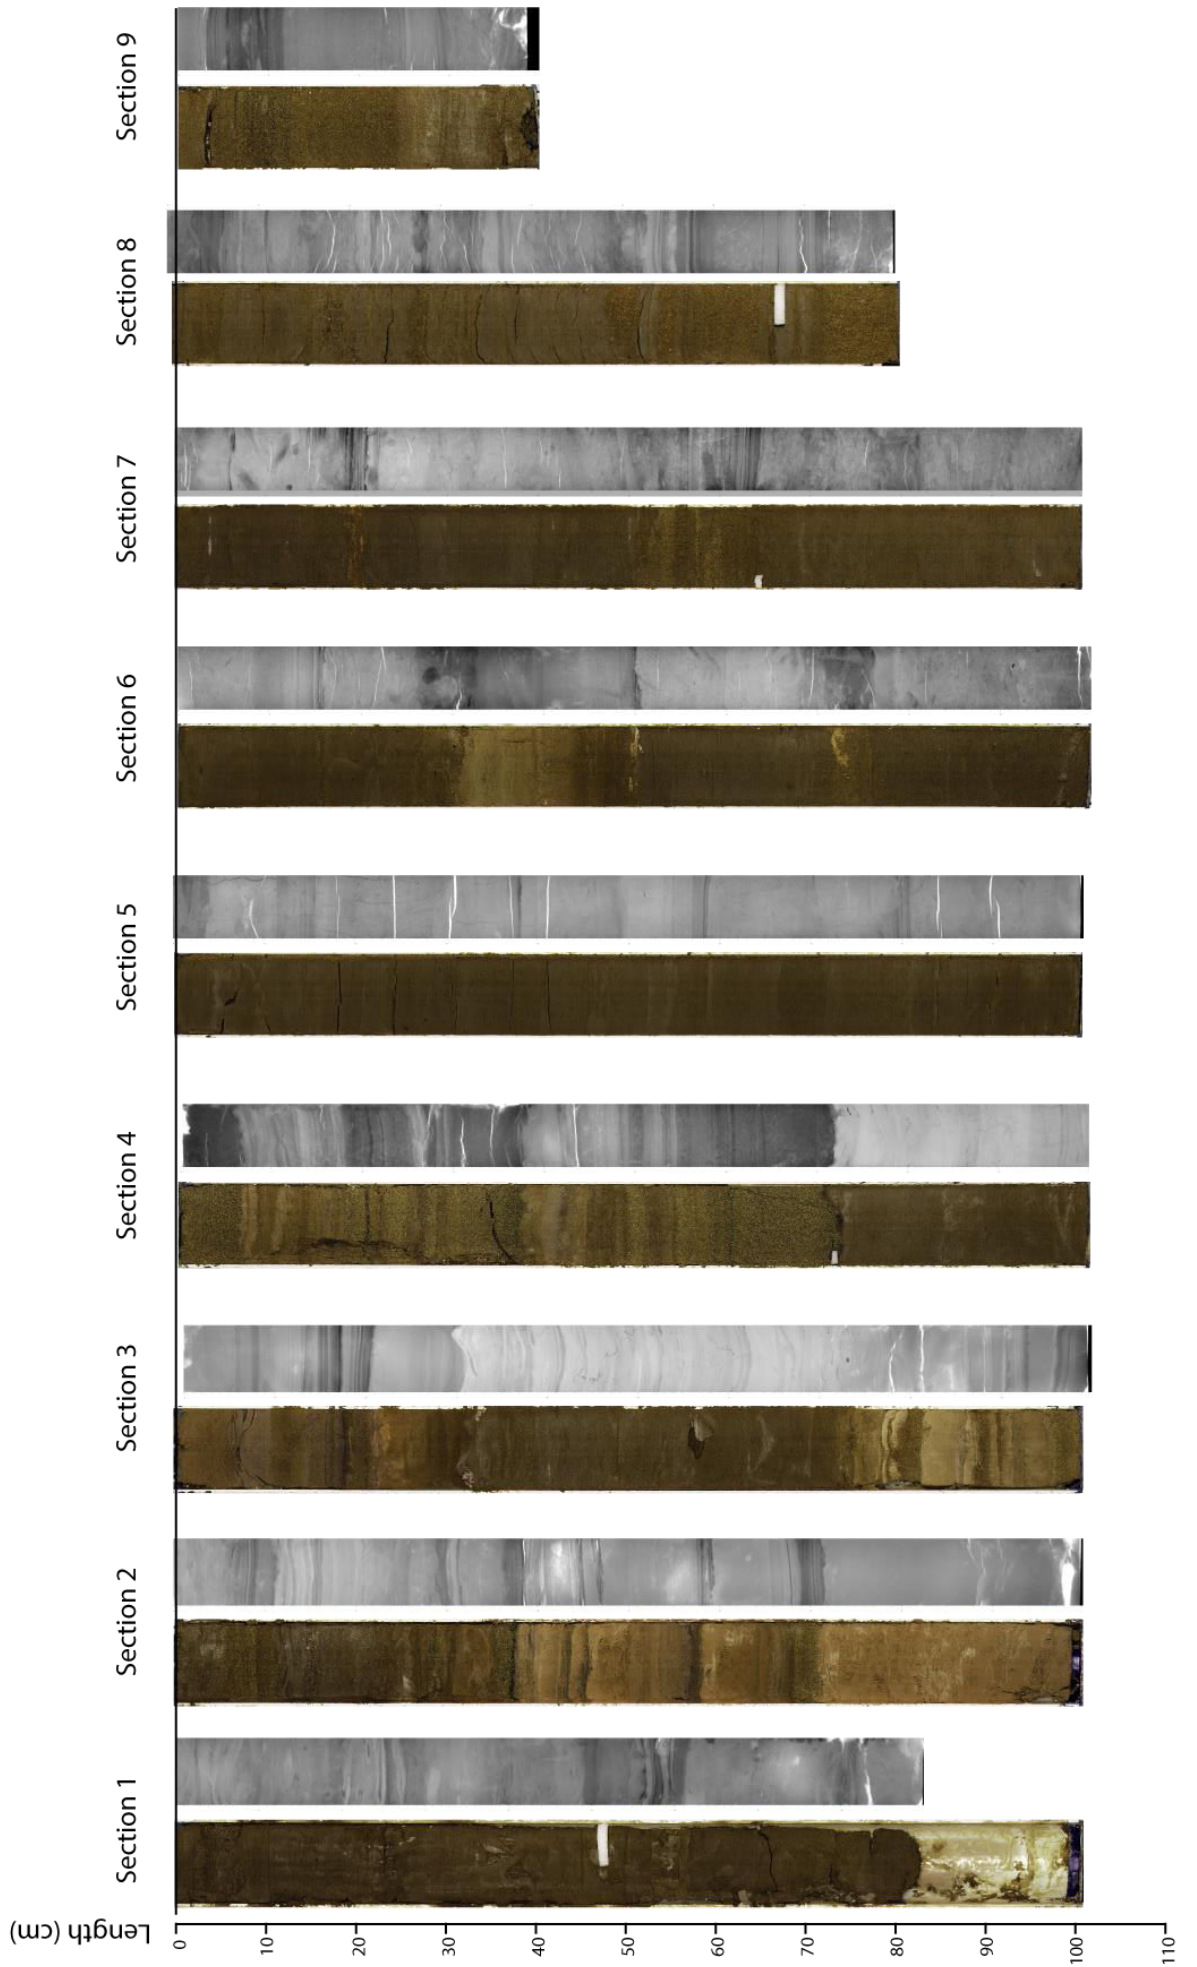 Section 1
Section 2
Section 3
Section 4
Section 5
Section 6
Section 7
Section 8
Section 9
Length (cm)
0
10
20
30
40
50
60
70
80
90
100
110